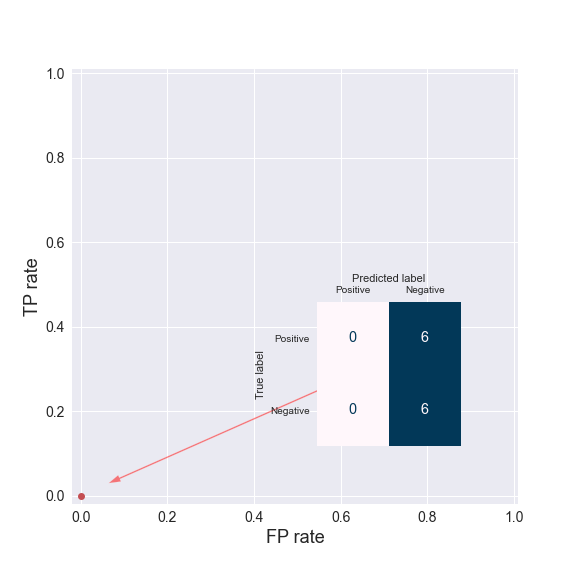 1.0
0.8
0.6
0.4
0.2
0.0
TP rate
Predicted label
Positive Negative
Positive 0 6
True label
Negative 0 6
0.0 0.2 0.4 0.6 0.8 1.0
FP rate